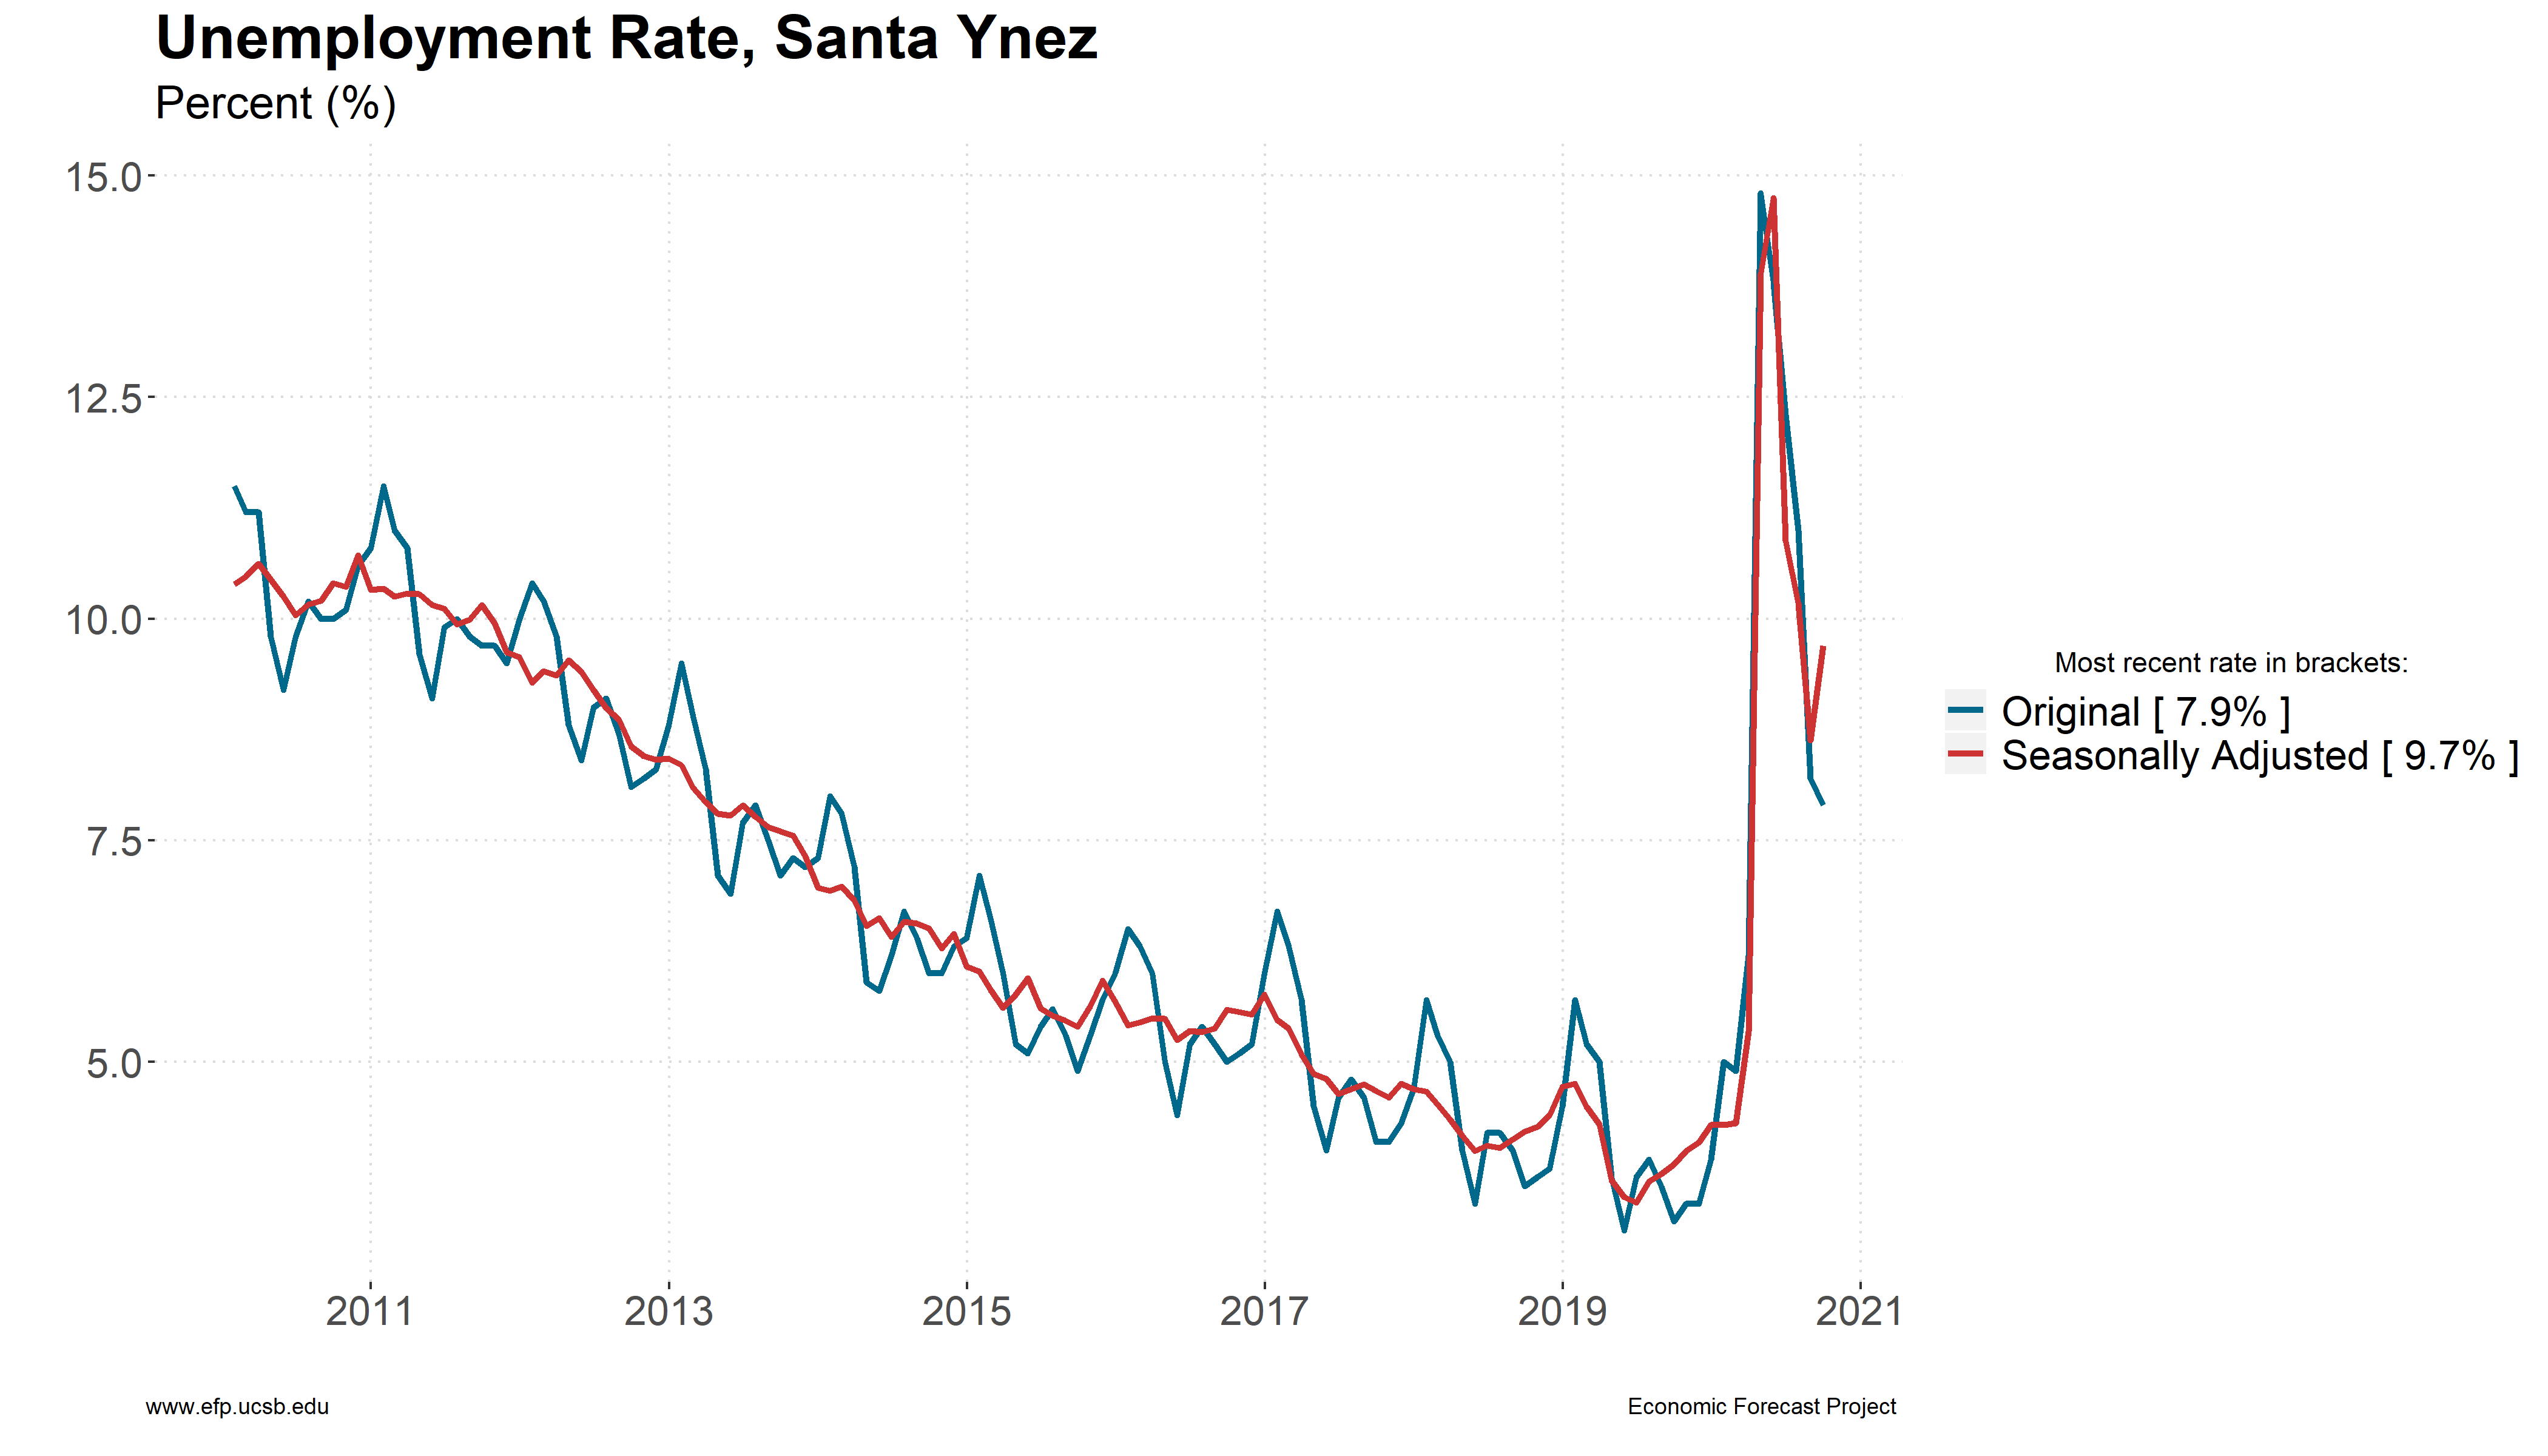 Unemployment Rate, Santa Ynez
Percent (%)
15.0
12.5
10.0
7.5
5.0
2011
2013
2015
2017
2019
2021
Most recent rate in brackets:
Original [ 7.9% ]
Seasonally Adjusted [ 9.7% ]
www.efp.ucsb.edu
Economic Forecast Project